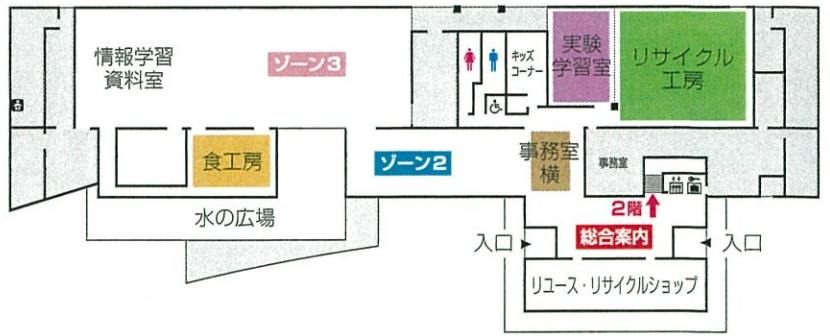 情報学習
資料室
ゾーン3
キッズ
コーナー
実験
学習室
リサイクル
工房
食工房
ゾーン2
事務室
横
事務室
水の広場
2階
入口
総合案内
入口
リユース・リサイクルショップ